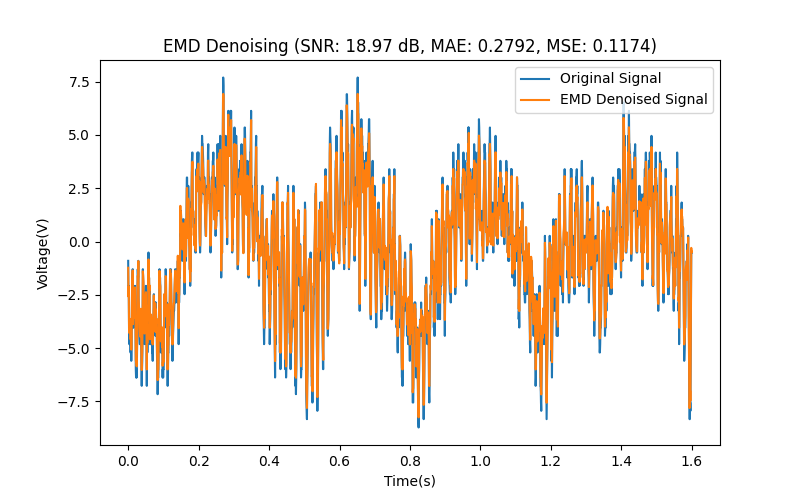 EMD Denoising (SNR: 18.97 dB, MAE: 0.2792, MSE: 0.1174)
Original Signal
EMD Denoised Signal
7.5
5.0
2.5
0.0
−2.5
−5.0
−7.5
Voltage(V)
0.0 0.2 0.4 0.6 0.8 1.0 1.2 1.4 1.6
Time(s)